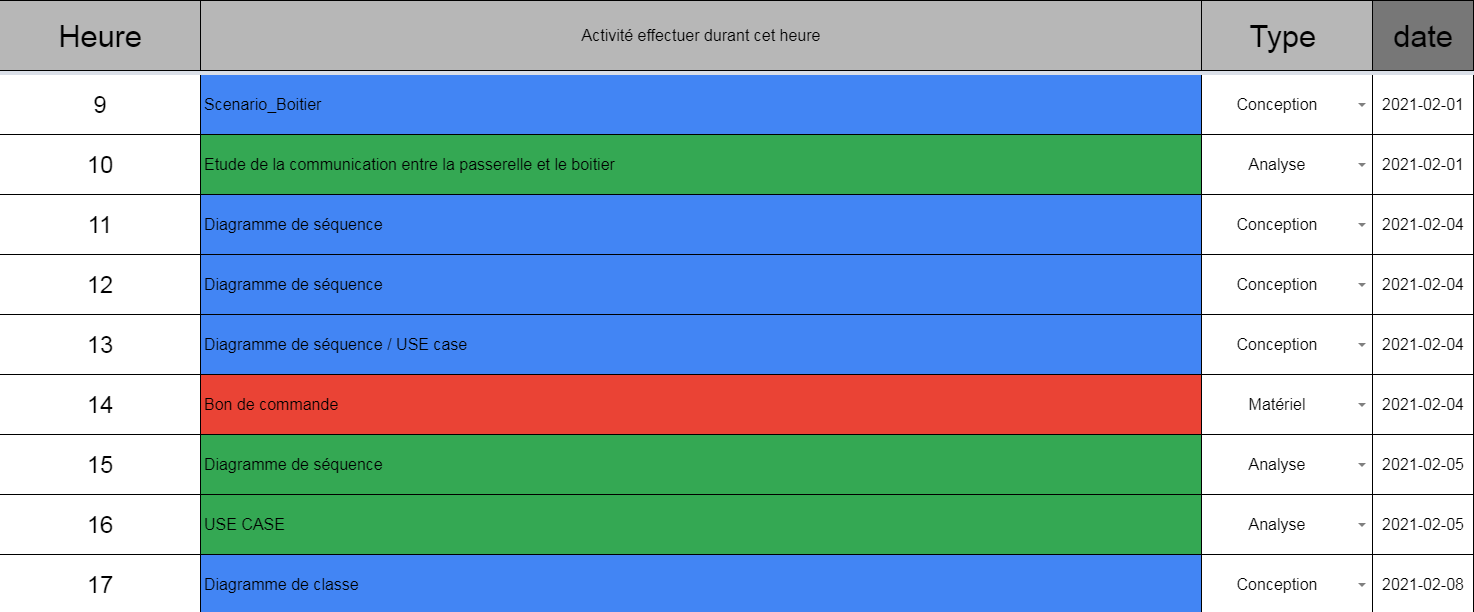 Heure Activité effectuer durant cet heure Type date
9 Scenario_Boitier Conception 2021-02-01
10 Etude de la communication entre la passerelle et le boitier Analyse 2021-02-01
11 Diagramme de séquence Conception 2021-02-04
12 Diagramme de séquence Conception 2021-02-04
13 Diagramme de séquence / USE case Conception 2021-02-04
14 Bon de commande Matériel 2021-02-04
15 Diagramme de séquence Analyse 2021-02-05
16 USE CASE Analyse 2021-02-05
17 Diagramme de classe Conception 2021-02-08